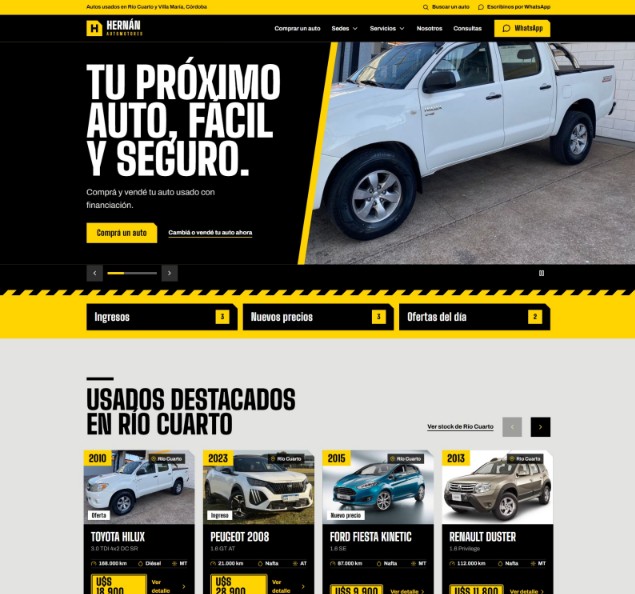 Autos usados en Río Cuarto y Villa María, Córdoba
Buscar un auto
Escribinos por WhatsApp
H HERNÁN
AUTOMOTORES
Comprar un auto
Sedes
Servicios
Nosotros
Consultas
WhatsApp
TU PRÓXIMO
AUTO, FÁCIL
Y SEGURO.
Comprá y vendé tu auto usado con
financiación.
Comprá un auto
Cambiá o vendé tu auto ahora
Ingresos 3
Nuevos precios 3
Ofertas del día 2
USADOS DESTACADOS
EN RÍO CUARTO
Ver stock de Río Cuarto
2010
Río Cuarto
Oferta
TOYOTA HILUX
3.0 TDI 4x2 DC SR
168.000 km
Diésel
MT
U$S
18.900
Ver
detalle
2023
Río Cuarto
Ingreso
PEUGEOT 2008
1.6 GT AT
21.000 km
Nafta
AT
U$S
28.900
Ver
detalle
2015
Río Cuarto
Nuevo precio
FORD FIESTA KINETIC
1.6 SE
87.000 km
Nafta
MT
U$S 9.900
Ver detalle
2013
Río Cuarto
RENAULT DUSTER
1.6 Privilege
112.000 km
Nafta
MT
U$S 11.800
Ver detalle